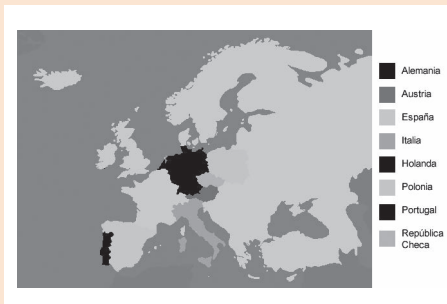 Alemania
Austria
España
Italia
Holanda
Polonia
Portugal
República
Checa